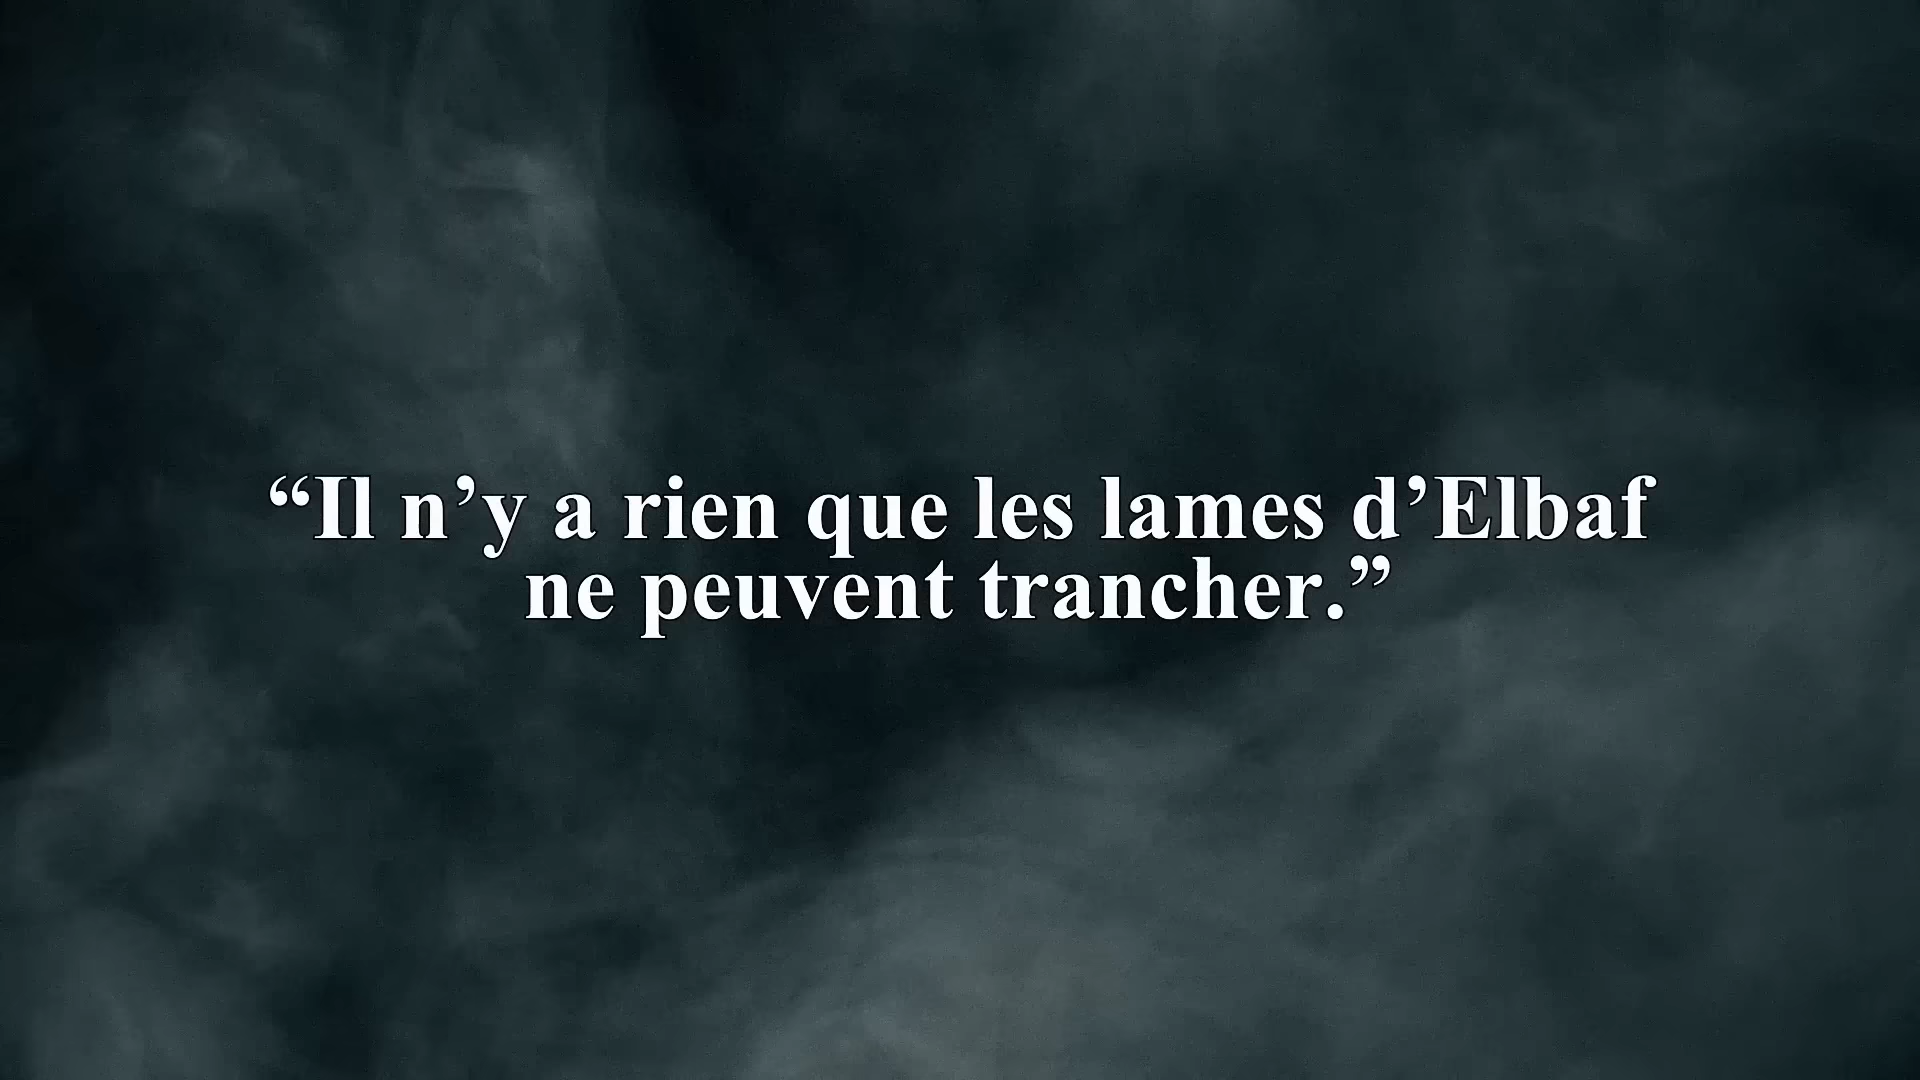 “Il n’y a rien que les lames d’Elbaf
ne peuvent trancher.”